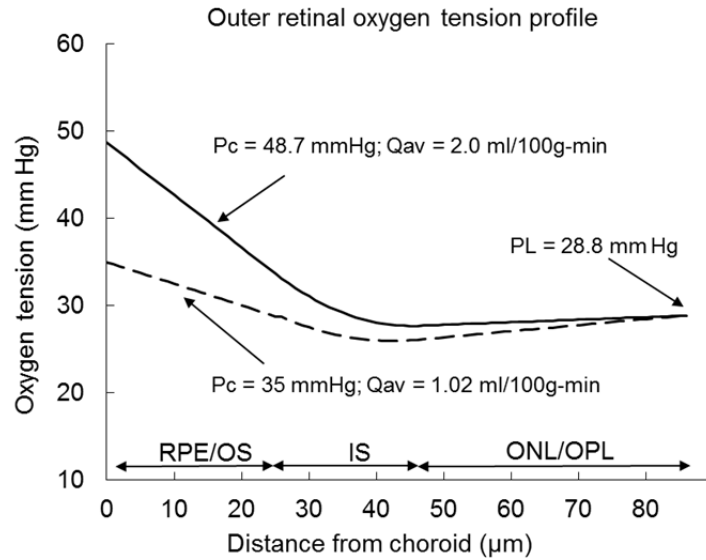 Outer retinal oxygen tension profile
60
50
40
30
20
10
Oxygen tension (mm Hg)
Pc = 48.7 mmHg; Qav = 2.0 ml/100g-min
PL = 28.8 mm Hg
Pc = 35 mmHg; Qav = 1.02 ml/100g-min
RPE/OS IS ONL/OPL
0 10 20 30 40 50 60 70 80
Distance from choroid (μm)